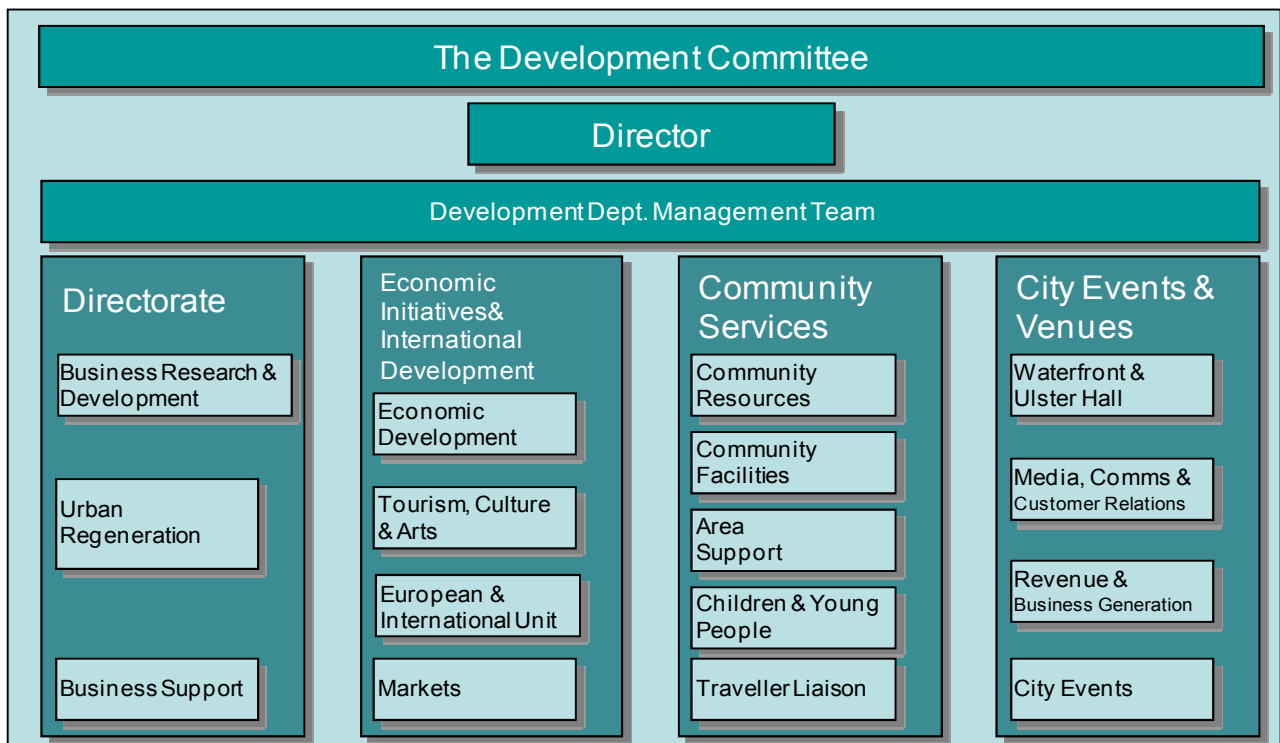 The Development Committee
Director
Development Dept. Management Team
Directorate
Business Research &
Development
Urban
Regeneration
Business Support
Economic
Initiatives&
International
Development
Economic
Development
Tourism, Culture
& Arts
European &
International Unit
Markets
Community
Services
Community
Resources
Community
Facilities
Area
Support
Children & Young
People
Traveller Liaison
City Events &
Venues
Waterfront &
Ulster Hall
Media, Comms &
Customer Relations
Revenue &
Business Generation
City Events